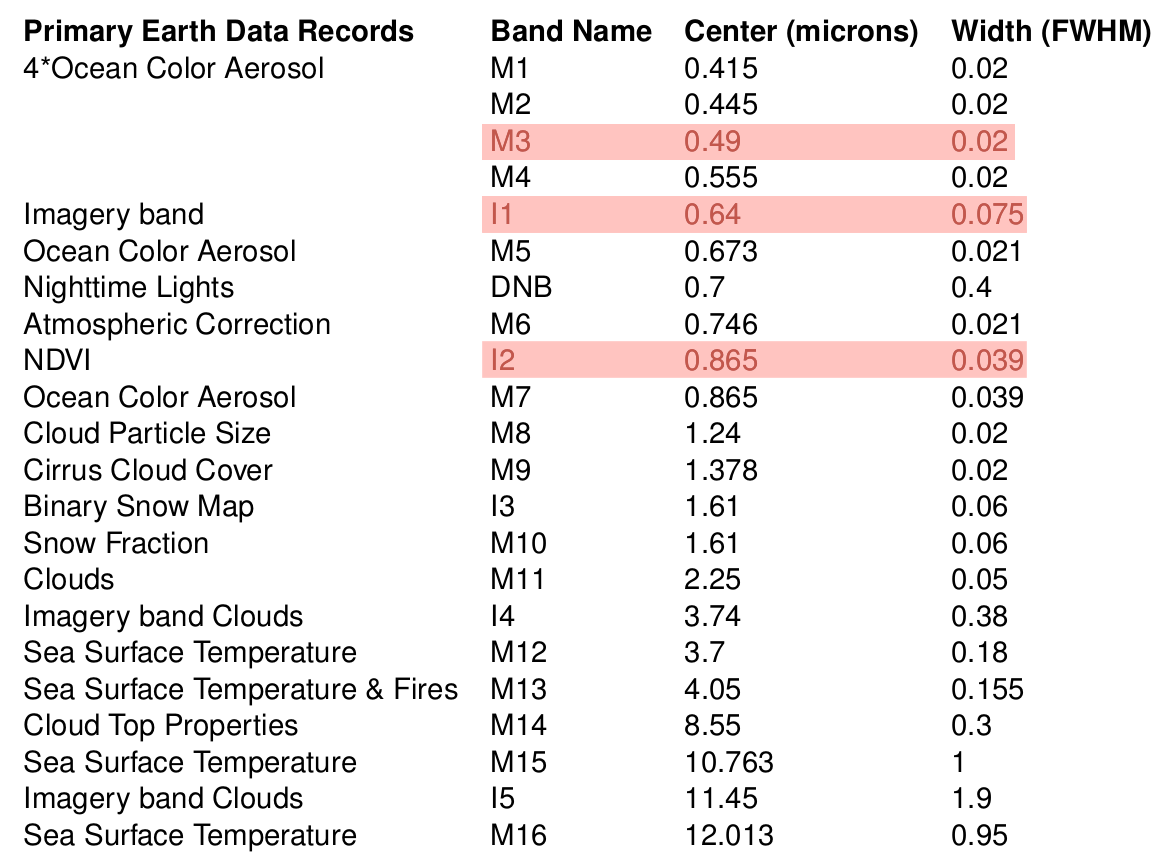 Primary Earth Data Records Band Name Center (microns) Width (FWHM)
4*Ocean Color Aerosol M1 0.415 0.02
M2 0.445 0.02
M3 0.49 0.02
M4 0.555 0.02
Imagery band I1 0.64 0.075
Ocean Color Aerosol M5 0.673 0.021
Nighttime Lights DNB 0.7 0.4
Atmospheric Correction M6 0.746 0.021
NDVI I2 0.865 0.039
Ocean Color Aerosol M7 0.865 0.039
Cloud Particle Size M8 1.24 0.02
Cirrus Cloud Cover M9 1.378 0.02
Binary Snow Map I3 1.61 0.06
Snow Fraction M10 1.61 0.06
Clouds M11 2.25 0.05
Imagery band Clouds I4 3.74 0.38
Sea Surface Temperature M12 3.7 0.18
Sea Surface Temperature & Fires M13 4.05 0.155
Cloud Top Properties M14 8.55 0.3
Sea Surface Temperature M15 10.763 1
Imagery band Clouds I5 11.45 1.9
Sea Surface Temperature M16 12.013 0.95